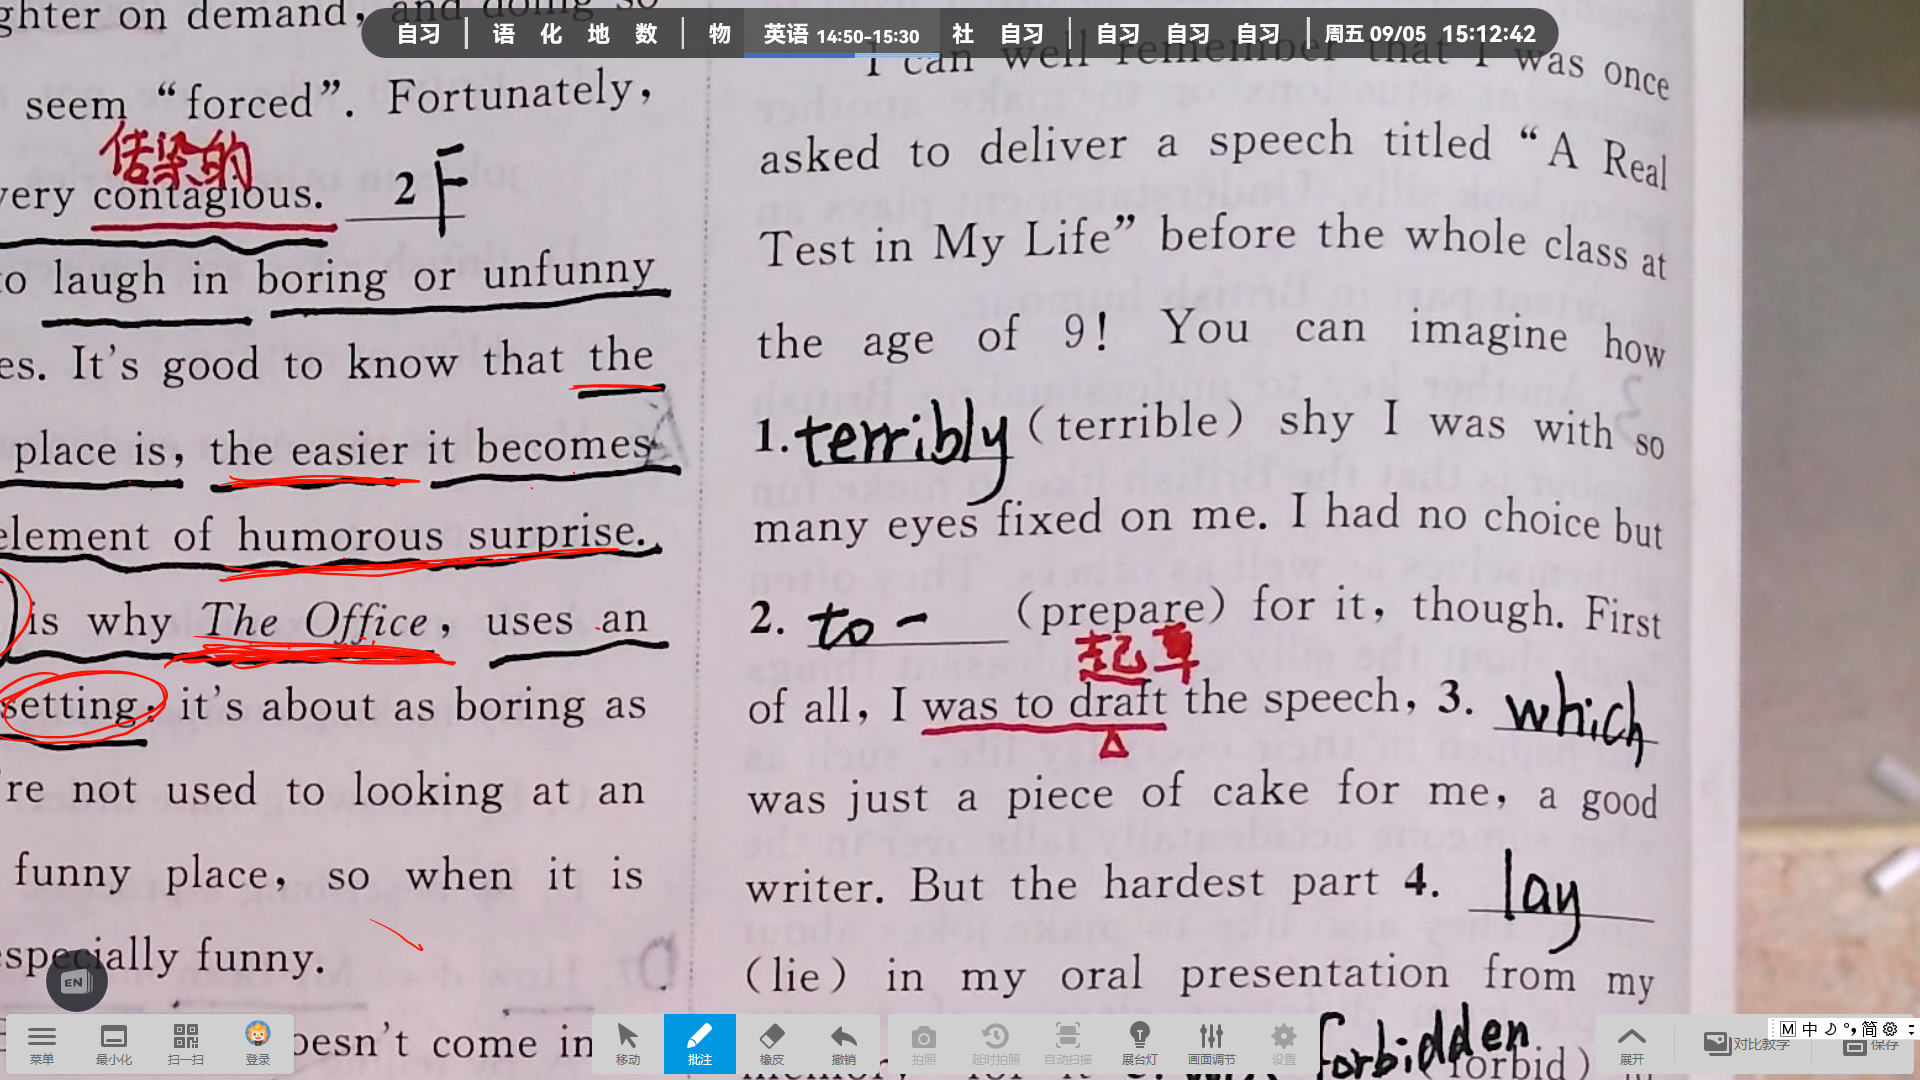 自习 | 语 化 地 数 | 物 英语 14:50-15:30 社 自习 | 自习 自习 自习 | 周五 09/05 15:12:42
ghter on demand, and doing so
seem “forced”. Fortunately,
传染的
very contagious. 2 F
to laugh in boring or unfunny
es. It's good to know that the
place is, the easier it becomes
element of humorous surprise.
is why The Office, uses an
setting; it's about as boring as
're not used to looking at an
funny place, so when it is
especially funny.
oesn't come in
I can well remember that I was once
asked to deliver a speech titled “A Real
Test in My Life” before the whole class at
the age of 9! You can imagine how
1. terribly (terrible) shy I was with so
many eyes fixed on me. I had no choice but
2. to - (prepare) for it, though. First
起草
of all, I was to draft the speech, 3. which
was just a piece of cake for me, a good
writer. But the hardest part 4. lay
(lie) in my oral presentation from my
forbidden
(forbid)
EN
菜单 最小化 扫一扫 登录 移动 批注 橡皮 撤销 拍照 延时拍照 自动扫描 展台灯 画面调节 设置 展开 对比教学 保存
M 中 简